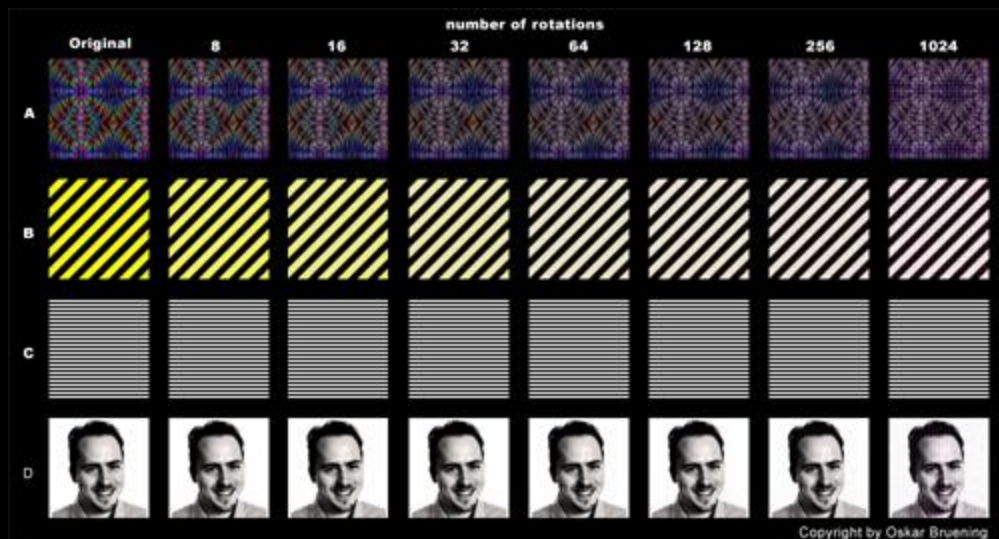 number of rotations
Original 8 16 32 64 128 256 1024
A
B
C
D
Copyright by Oskar Bruening